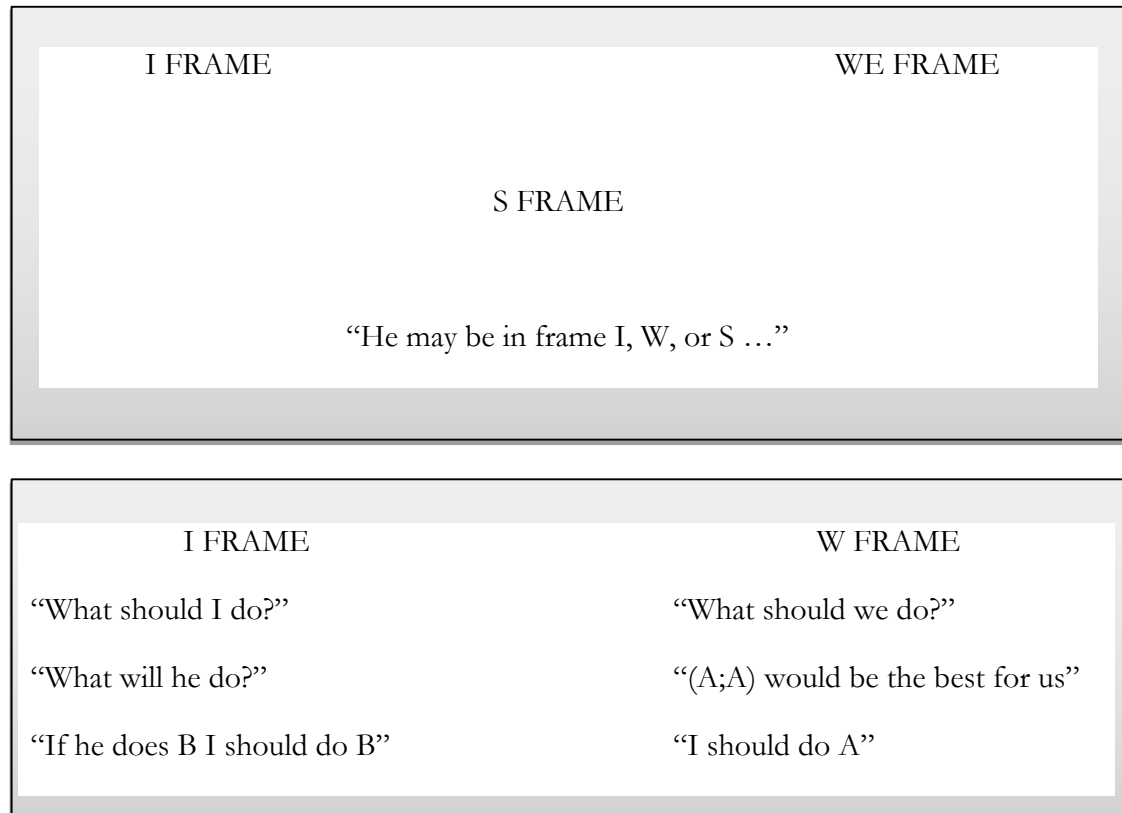 I FRAME WE FRAME
S FRAME
“He may be in frame I, W, or S …”
I FRAME W FRAME
“What should I do?” “What should we do?”
“What will he do?” “(A;A) would be the best for us”
“If he does B I should do B” “I should do A”